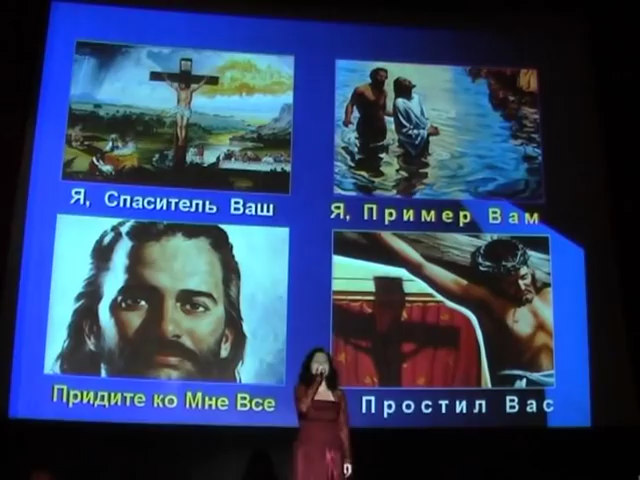 Я, Спаситель Ваш
Я, Пример Вам
Придите ко Мне Все
Простил Вас